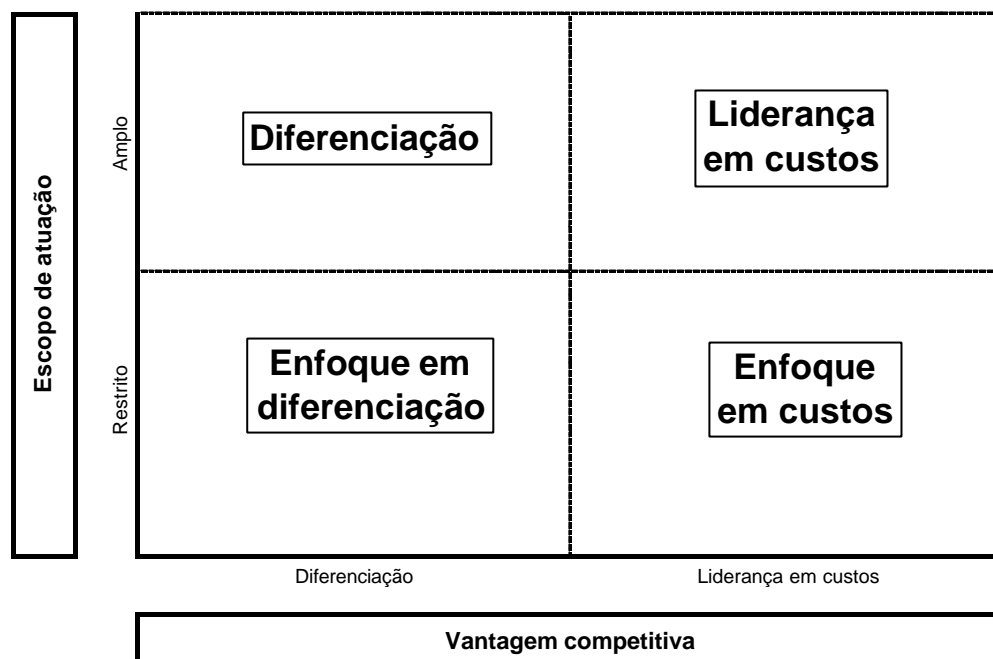 Escopo de atuação
Amplo
Restrito
Diferenciação
Liderança
em custos
Enfoque em
diferenciação
Enfoque
em custos
Diferenciação
Liderança em custos
Vantagem competitiva